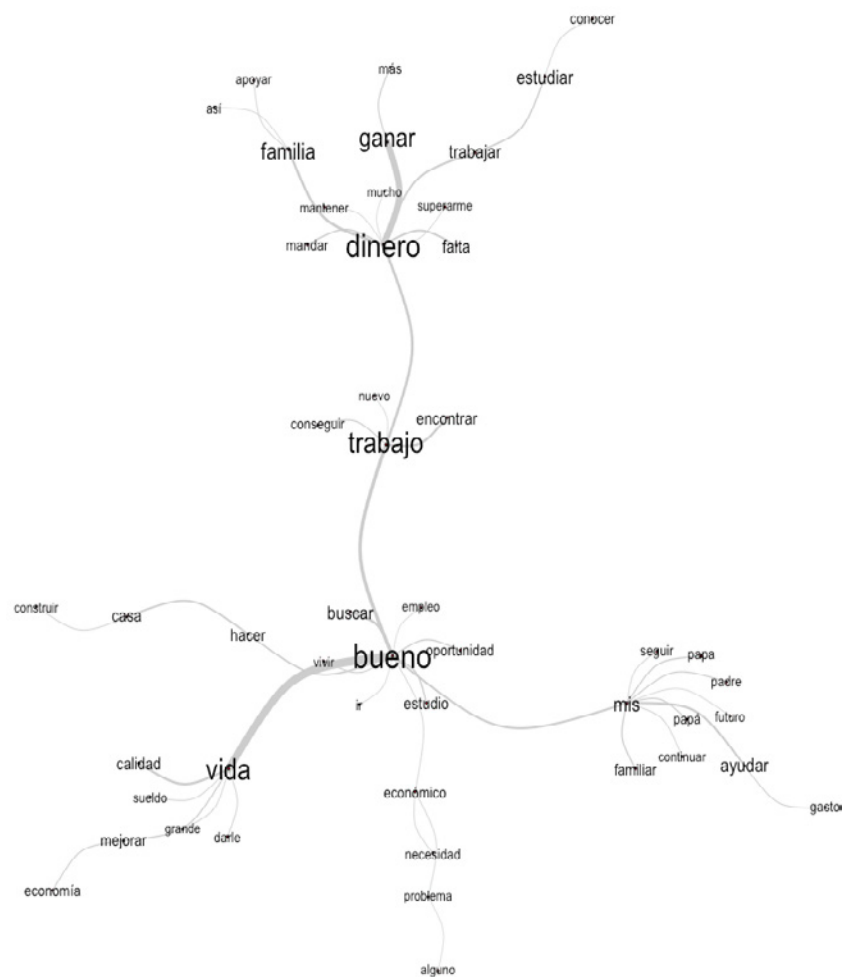 conocer
más
estudiar
apoyar
así
ganar
familia
trabajar
mucho
mantener
superarme
mandar
dinero
falta
nuevo
conseguir
encontrar
trabajo
construir
casa
buscar
empleo
hacer
bueno
oportunidad
vivir
seguir
papa
padre
ir
estudio
mis
papá
futuro
continuar
calidad
vida
familiar
ayudar
sueldo
económico
gasto
grande
mejorar
darle
necesidad
economía
problema
alguno